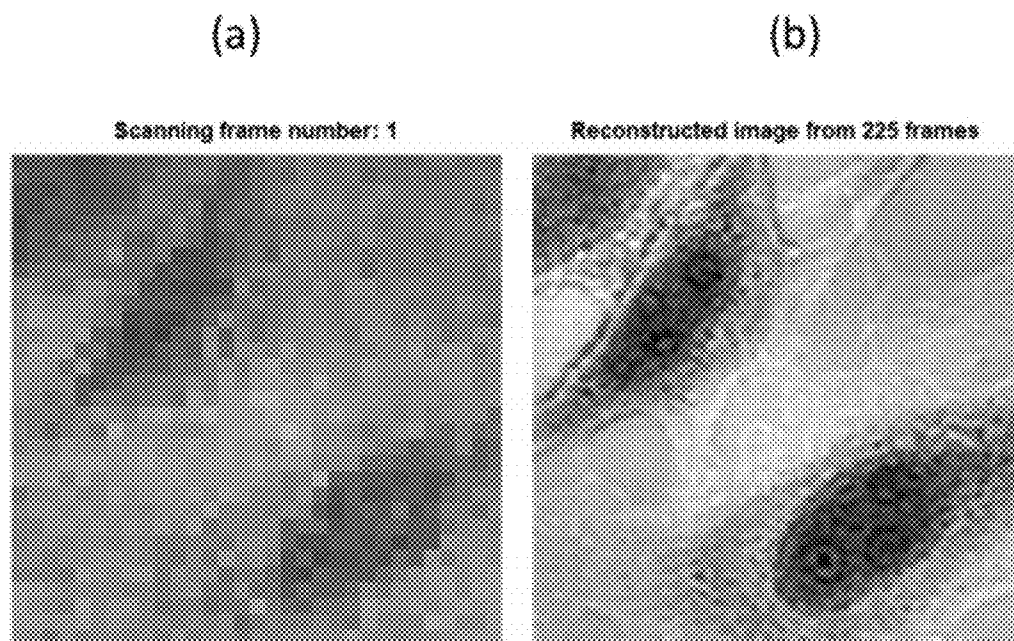 (a)
(b)
Scanning frame number: 1
Reconstructed image from 225 frames